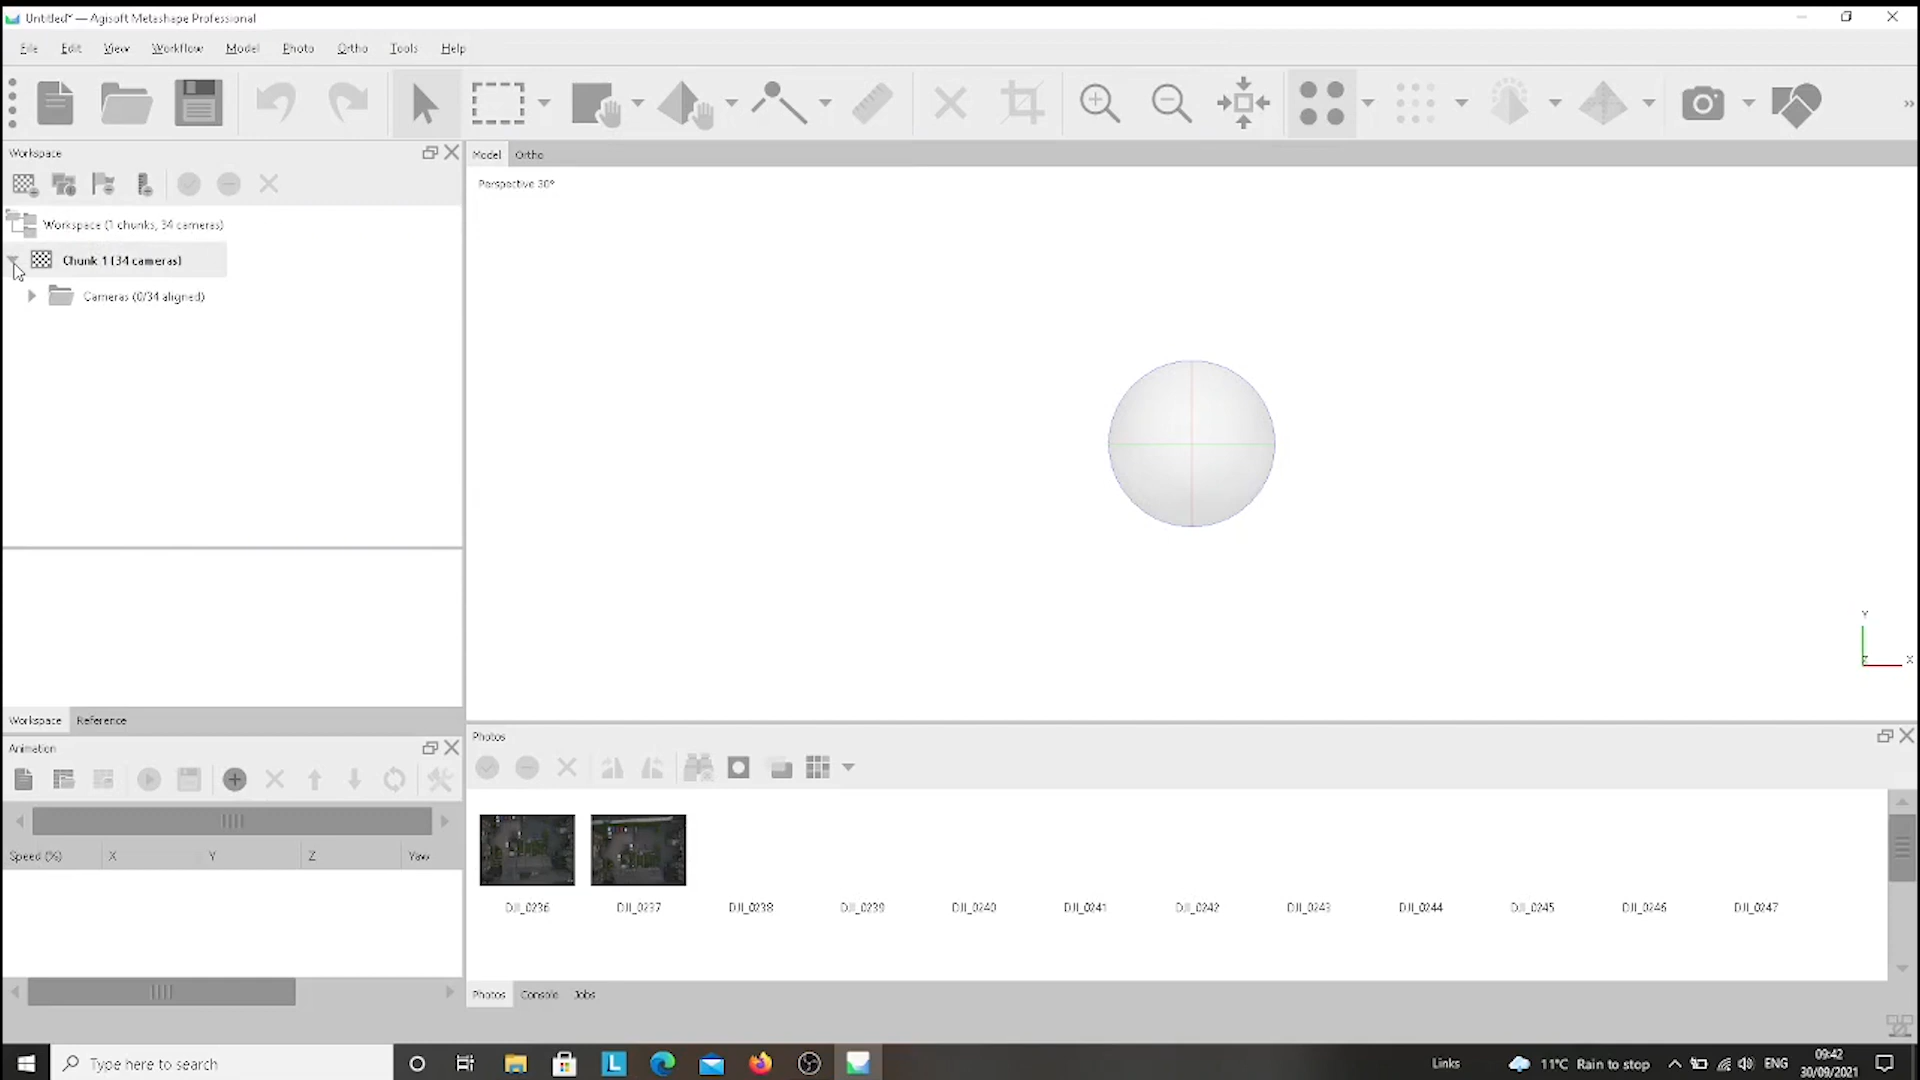 Untitled* — Agisoft Metashape Professional
File Edit View Workflow Model Photo Ortho Tools Help
Workspace
Workspace (1 chunks, 34 cameras)
Chunk 1 (34 cameras)
Cameras (0/34 aligned)
Workspace Reference
Model Ortho
Perspective 30°
Y
X
Z
Animation
Speed (%) X Y Z Yaw
Photos
DJI_0236 DJI_0237 DJI_0238 DJI_0239 DJI_0240 DJI_0241 DJI_0242 DJI_0243 DJI_0244 DJI_0245 DJI_0246 DJI_0247
Photos Console Jobs
Type here to search
L
Links
11°C Rain to stop
ENG
09:42
30/09/2021